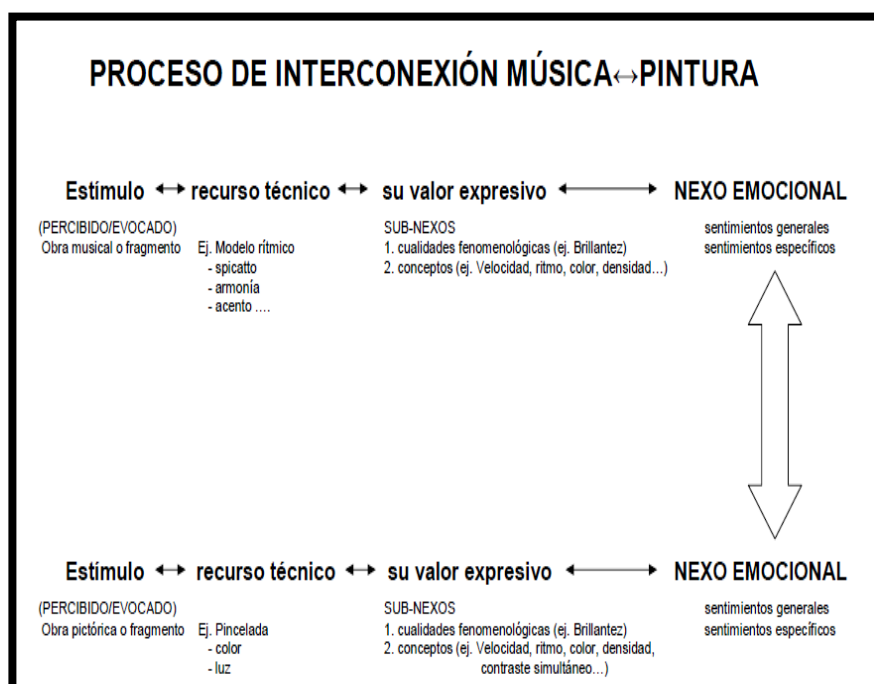 PROCESO DE INTERCONEXIÓN MÚSICA↔PINTURA
Estímulo ↔ recurso técnico ↔ su valor expresivo ↔ NEXO EMOCIONAL
(PERCIBIDO/EVOCADO) SUB-NEXOS sentimientos generales
Obra musical o fragmento Ej. Modelo rítmico 1. cualidades fenomenológicas (ej. Brillantez) sentimientos específicos
- spicatto 2. conceptos (ej. Velocidad, ritmo, color, densidad…)
- armonía
- acento ….
Estímulo ↔ recurso técnico ↔ su valor expresivo ↔ NEXO EMOCIONAL
(PERCIBIDO/EVOCADO) SUB-NEXOS sentimientos generales
Obra pictórica o fragmento Ej. Pincelada 1. cualidades fenomenológicas (ej. Brillantez) sentimientos específicos
- color 2. conceptos (ej. Velocidad, ritmo, color, densidad,
- luz contraste simultáneo…)